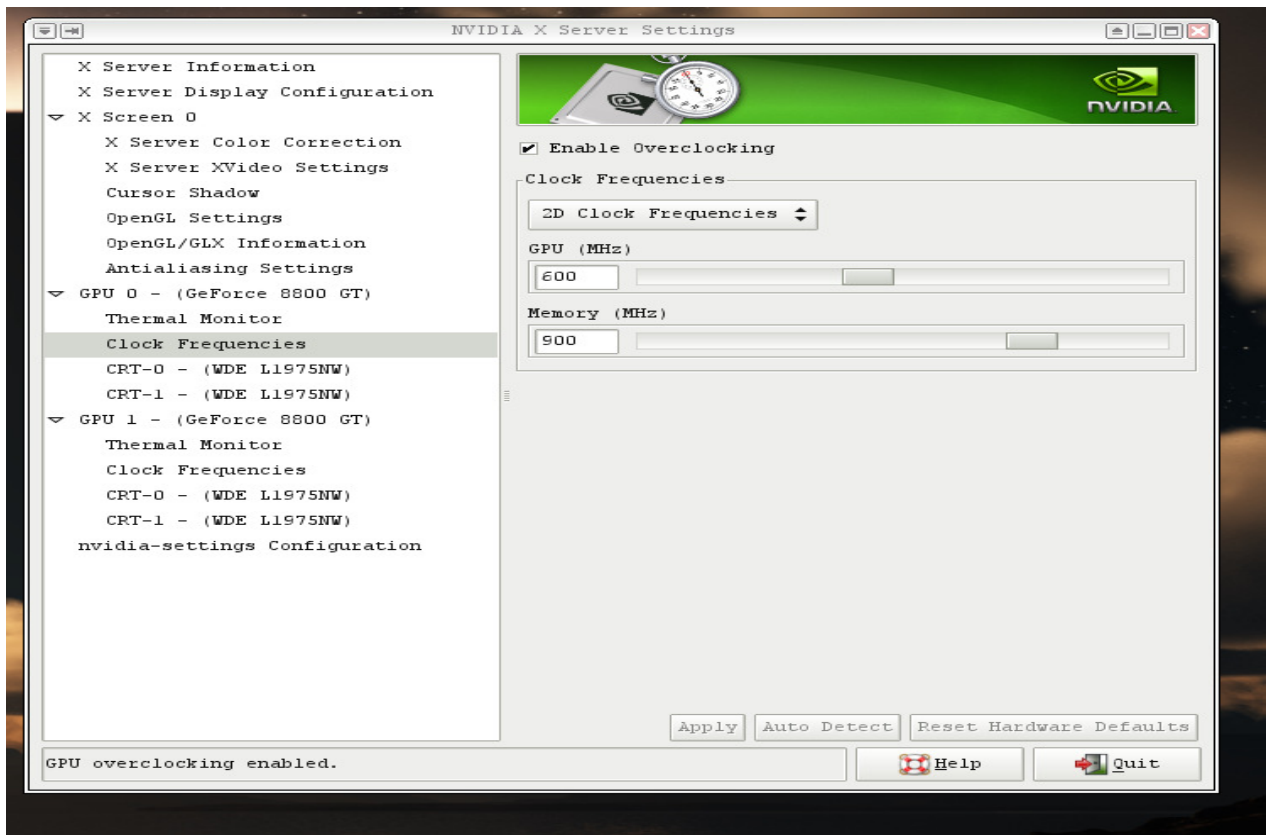 NVIDIA X Server Settings
X Server Information
X Server Display Configuration
X Screen 0
X Server Color Correction
X Server XVideo Settings
Cursor Shadow
OpenGL Settings
OpenGL/GLX Information
Antialiasing Settings
GPU 0 - (GeForce 8800 GT)
Thermal Monitor
Clock Frequencies
CRT-0 - (WDE L1975NW)
CRT-1 - (WDE L1975NW)
GPU 1 - (GeForce 8800 GT)
Thermal Monitor
Clock Frequencies
CRT-0 - (WDE L1975NW)
CRT-1 - (WDE L1975NW)
nvidia-settings Configuration
NVIDIA
Enable Overclocking
Clock Frequencies
2D Clock Frequencies
GPU (MHz)
600
Memory (MHz)
900
Apply Auto Detect Reset Hardware Defaults
GPU overclocking enabled.
Help Quit